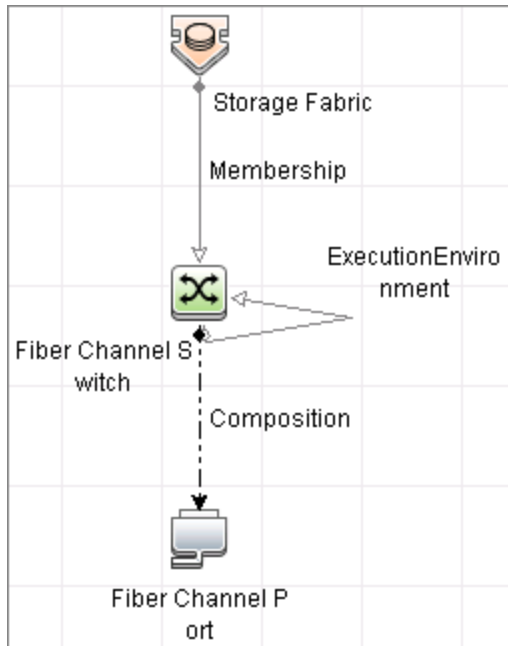 Storage Fabric
Membership
ExecutionEnviro
nment
Fiber Channel S
witch
Composition
Fiber Channel P
ort